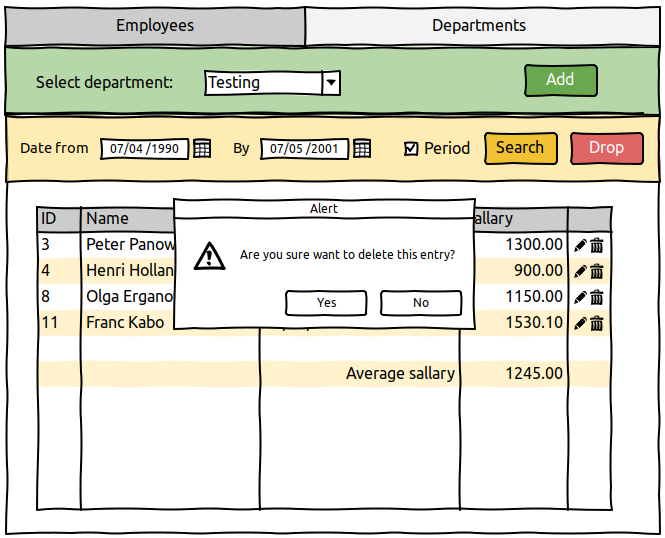 Employees Departments
Select department: Testing Add
Date from 07/04/1990 By 07/05/2001 Period Search Drop
ID Name allary
Alert
3 Peter Panow 1300.00
Are you sure want to delete this entry?
4 Henri Hollan 900.00
8 Olga Ergano 1150.00
Yes No
11 Franc Kabo 1530.10
Average sallary 1245.00